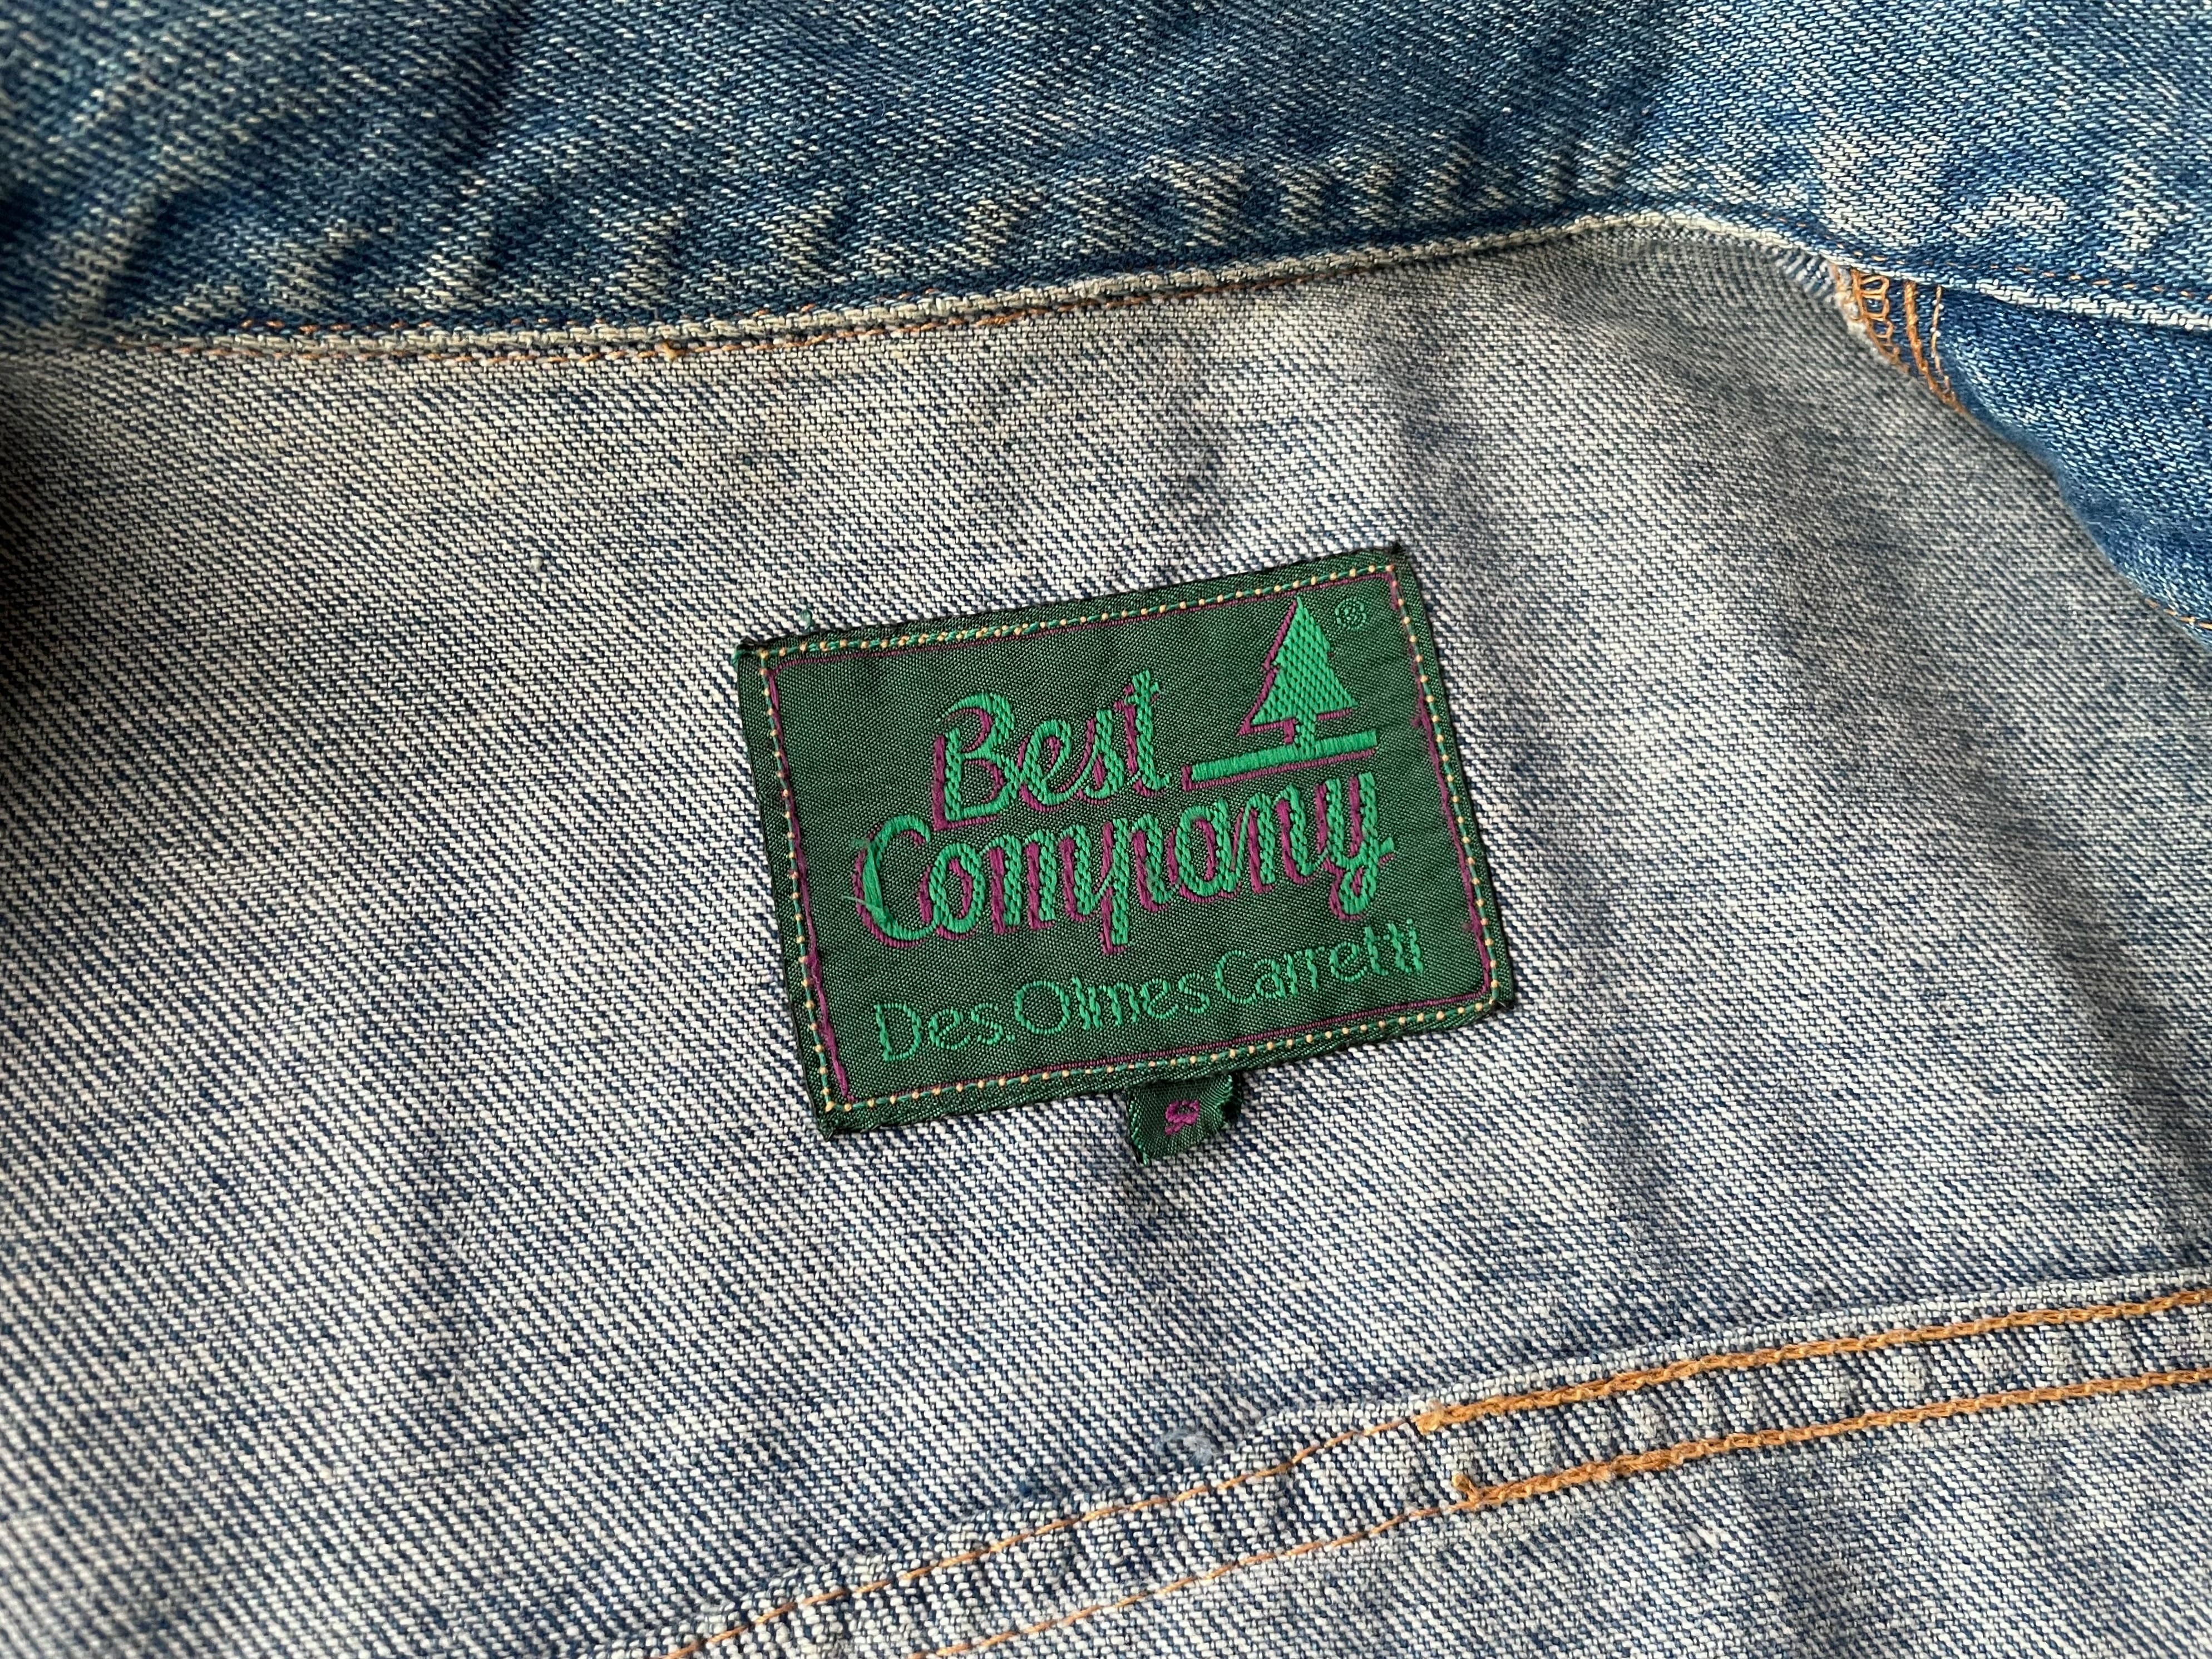 Best ®
Company
Des.Olmes Carretti
S